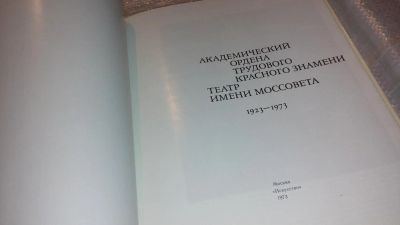 АКАДЕМИЧЕСКИЙ
ОРДЕНА
ТРУДОВОГО
КРАСНОГО ЗНАМЕНИ
ТЕАТР
ИМЕНИ МОССОВЕТА
1923—1973
Москва
«Искусство»
1973